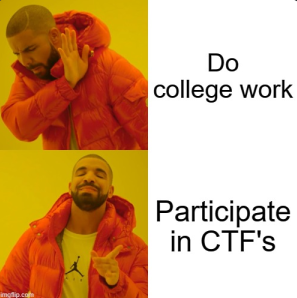 Do
college work
Participate
in CTF's
imgflip.com